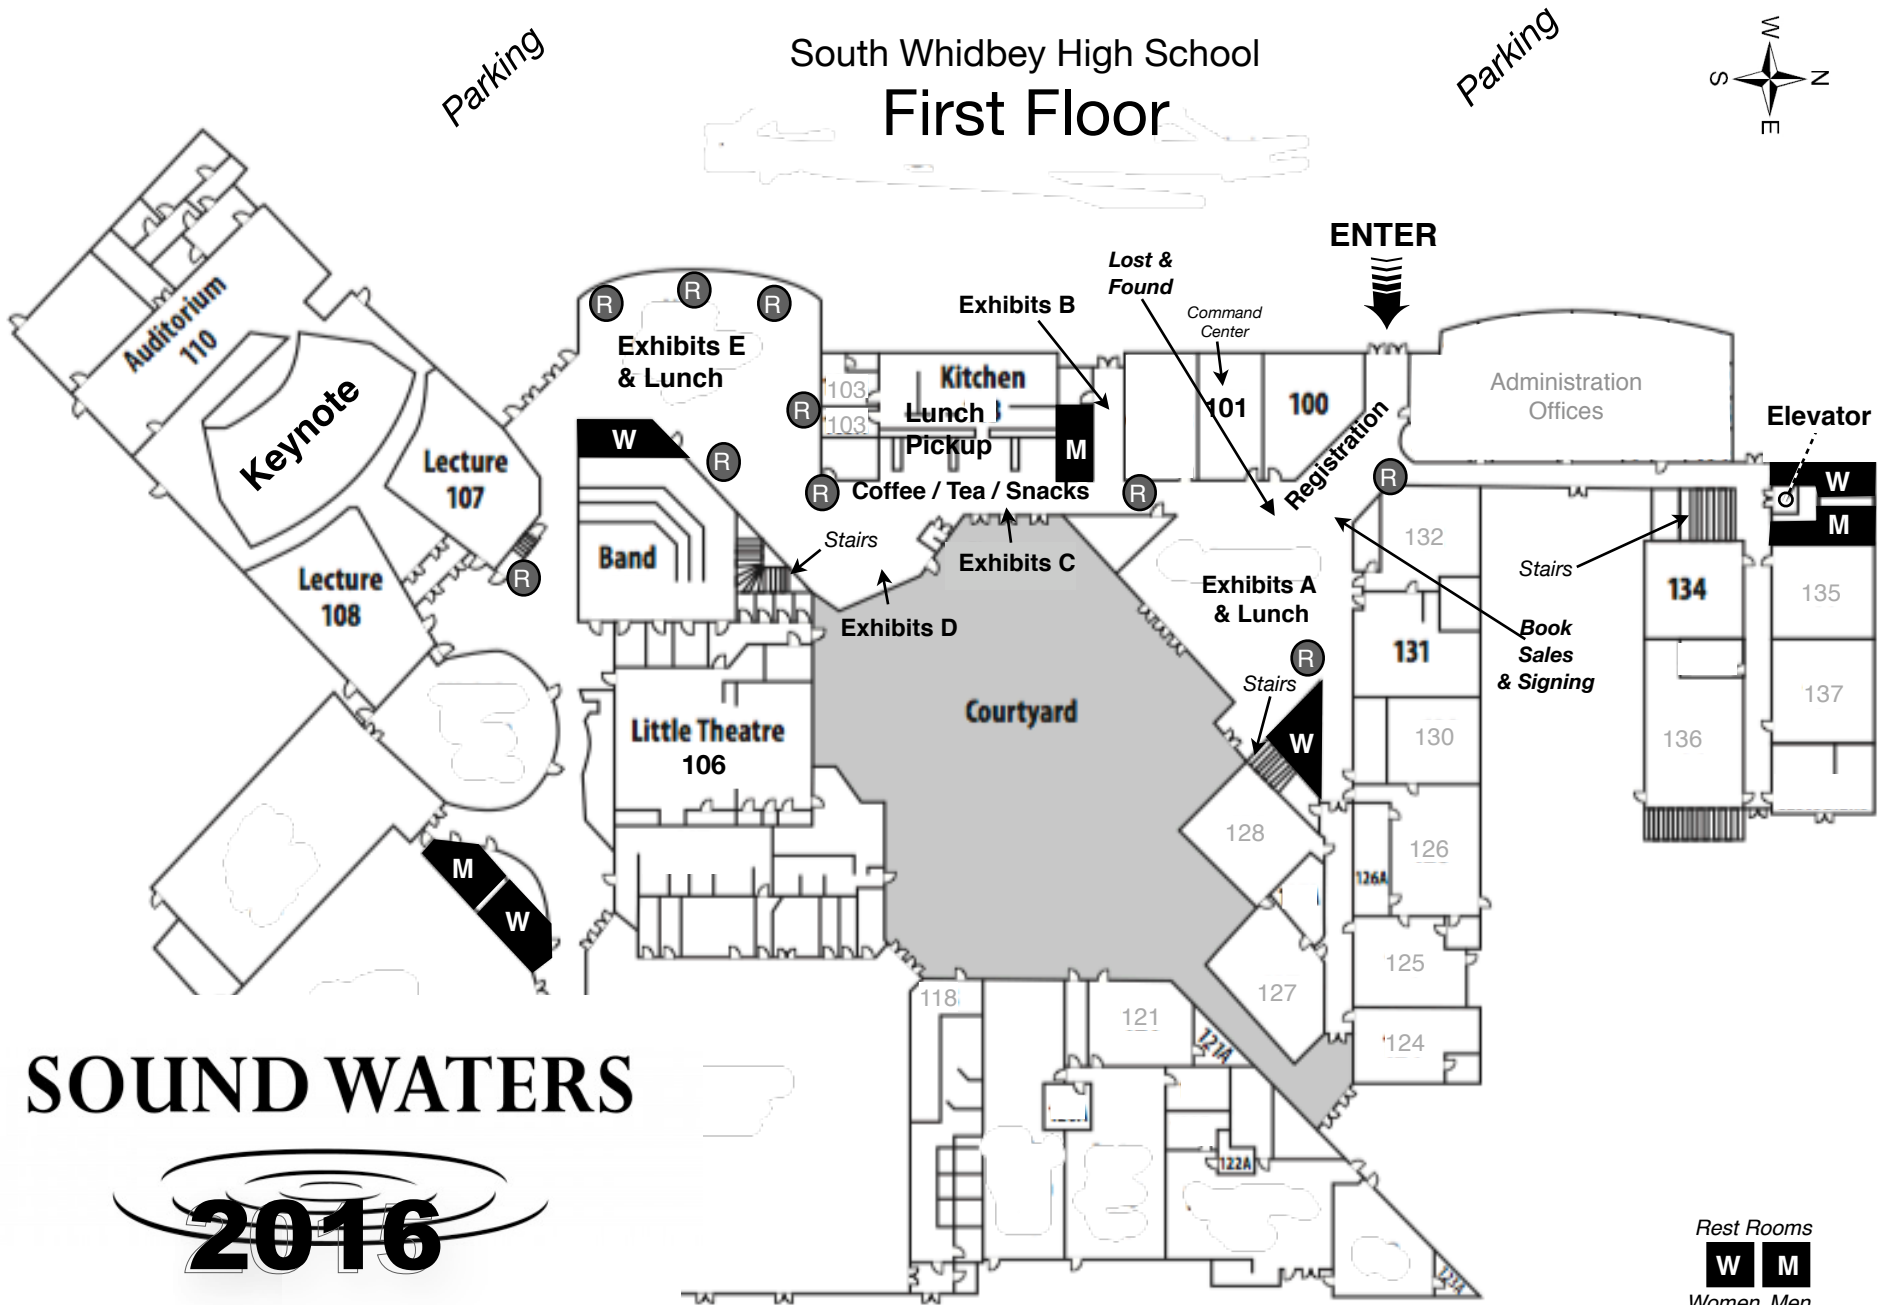 Parking
South Whidbey High School
First Floor
Parking
W
S
N
E
ENTER
Lost &
Found
Exhibits B
Command
Center
Auditorium
110
R
R
R
Exhibits E
& Lunch
103
103
Kitchen
Lunch
Pickup
101
100
Registration
Administration
Offices
Elevator
Keynote
Lecture
107
W
R
R
R
Coffee / Tea / Snacks
M
R
R
W
M
Band
Stairs
Exhibits C
Exhibits D
132
Stairs
134
135
Lecture
108
R
Exhibits A
& Lunch
R
131
Book
Sales
& Signing
Stairs
W
130
136
137
Little Theatre
106
Courtyard
128
126
126A
M
W
125
127
118
121
121A
124
122A
123A
SOUND WATERS
2016
Rest Rooms
W
M
Women Men